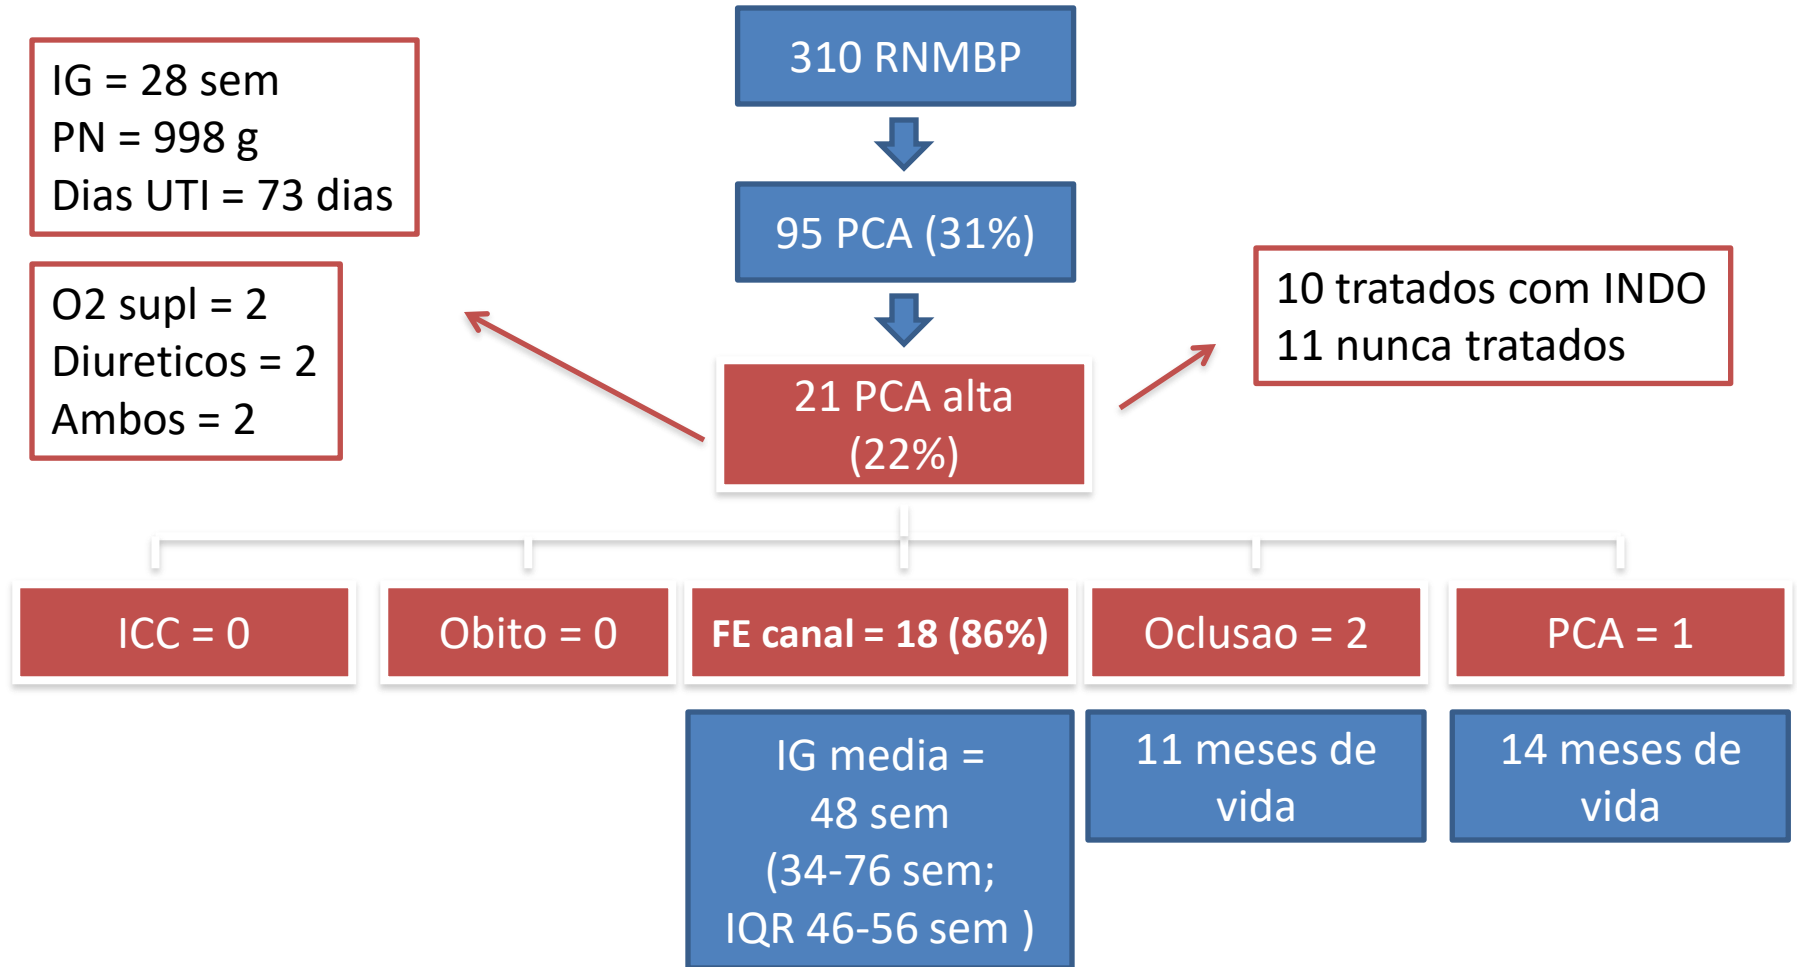 310 RNMBP
IG = 28 sem
PN = 998 g
Dias UTI = 73 dias
95 PCA (31%)
O2 supl = 2
Diureticos = 2
Ambos = 2
10 tratados com INDO
11 nunca tratados
21 PCA alta
(22%)
ICC = 0
Obito = 0
FE canal = 18 (86%)
Oclusao = 2
PCA = 1
IG media =
48 sem
(34-76 sem;
IQR 46-56 sem )
11 meses de
vida
14 meses de
vida